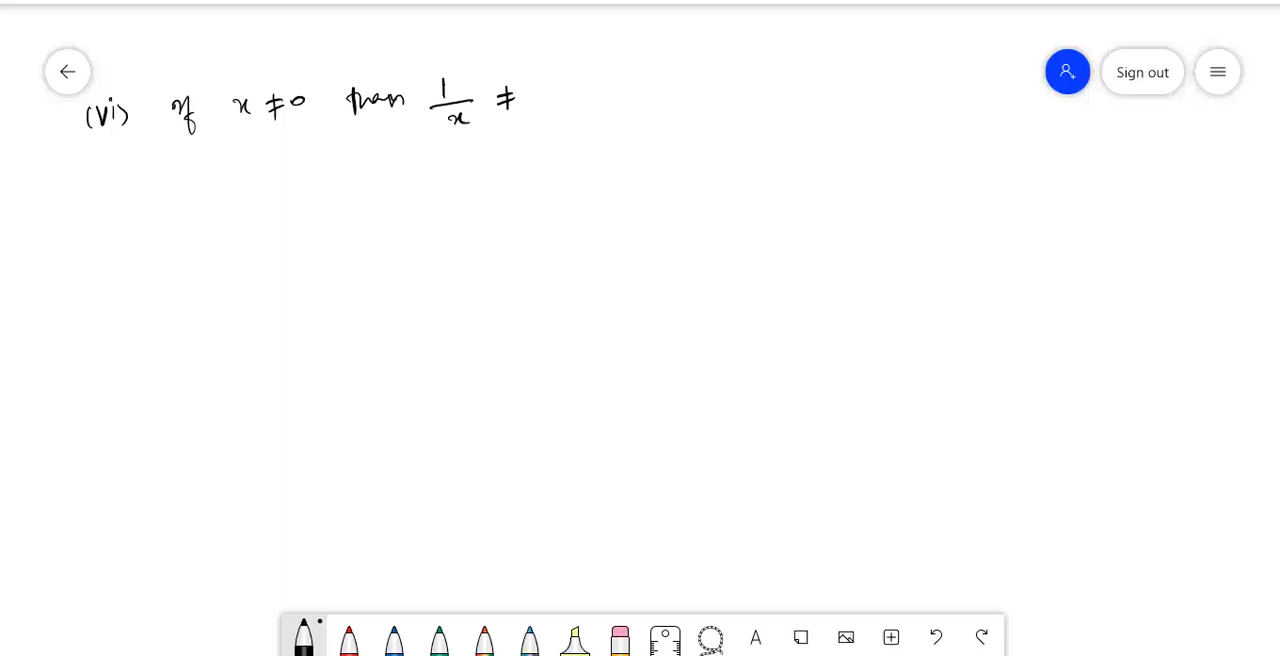 Sign out
(vi) if x ≠ 0 then 1/x ≠
A